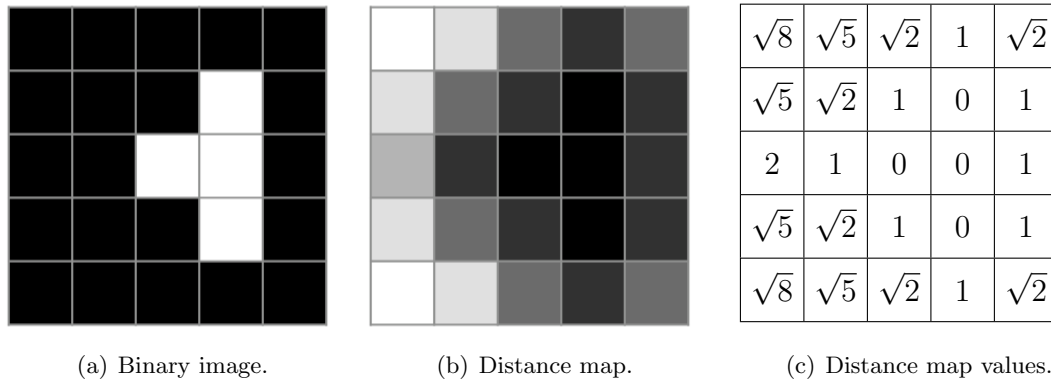 √8 √5 √2 1 √2
√5 √2 1 0 1
2 1 0 0 1
√5 √2 1 0 1
√8 √5 √2 1 √2
(a) Binary image. (b) Distance map. (c) Distance map values.